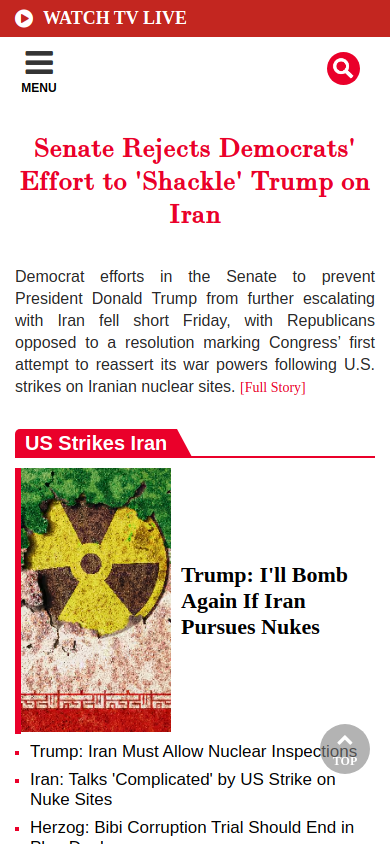 WATCH TV LIVE
MENU
Senate Rejects Democrats'
Effort to 'Shackle' Trump on
Iran
Democrat efforts in the Senate to prevent
President Donald Trump from further escalating
with Iran fell short Friday, with Republicans
opposed to a resolution marking Congress’ first
attempt to reassert its war powers following U.S.
strikes on Iranian nuclear sites. [Full Story]
US Strikes Iran
Trump: I'll Bomb
Again If Iran
Pursues Nukes
Trump: Iran Must Allow Nuclear Inspections
TOP
Iran: Talks 'Complicated' by US Strike on
Nuke Sites
Herzog: Bibi Corruption Trial Should End in